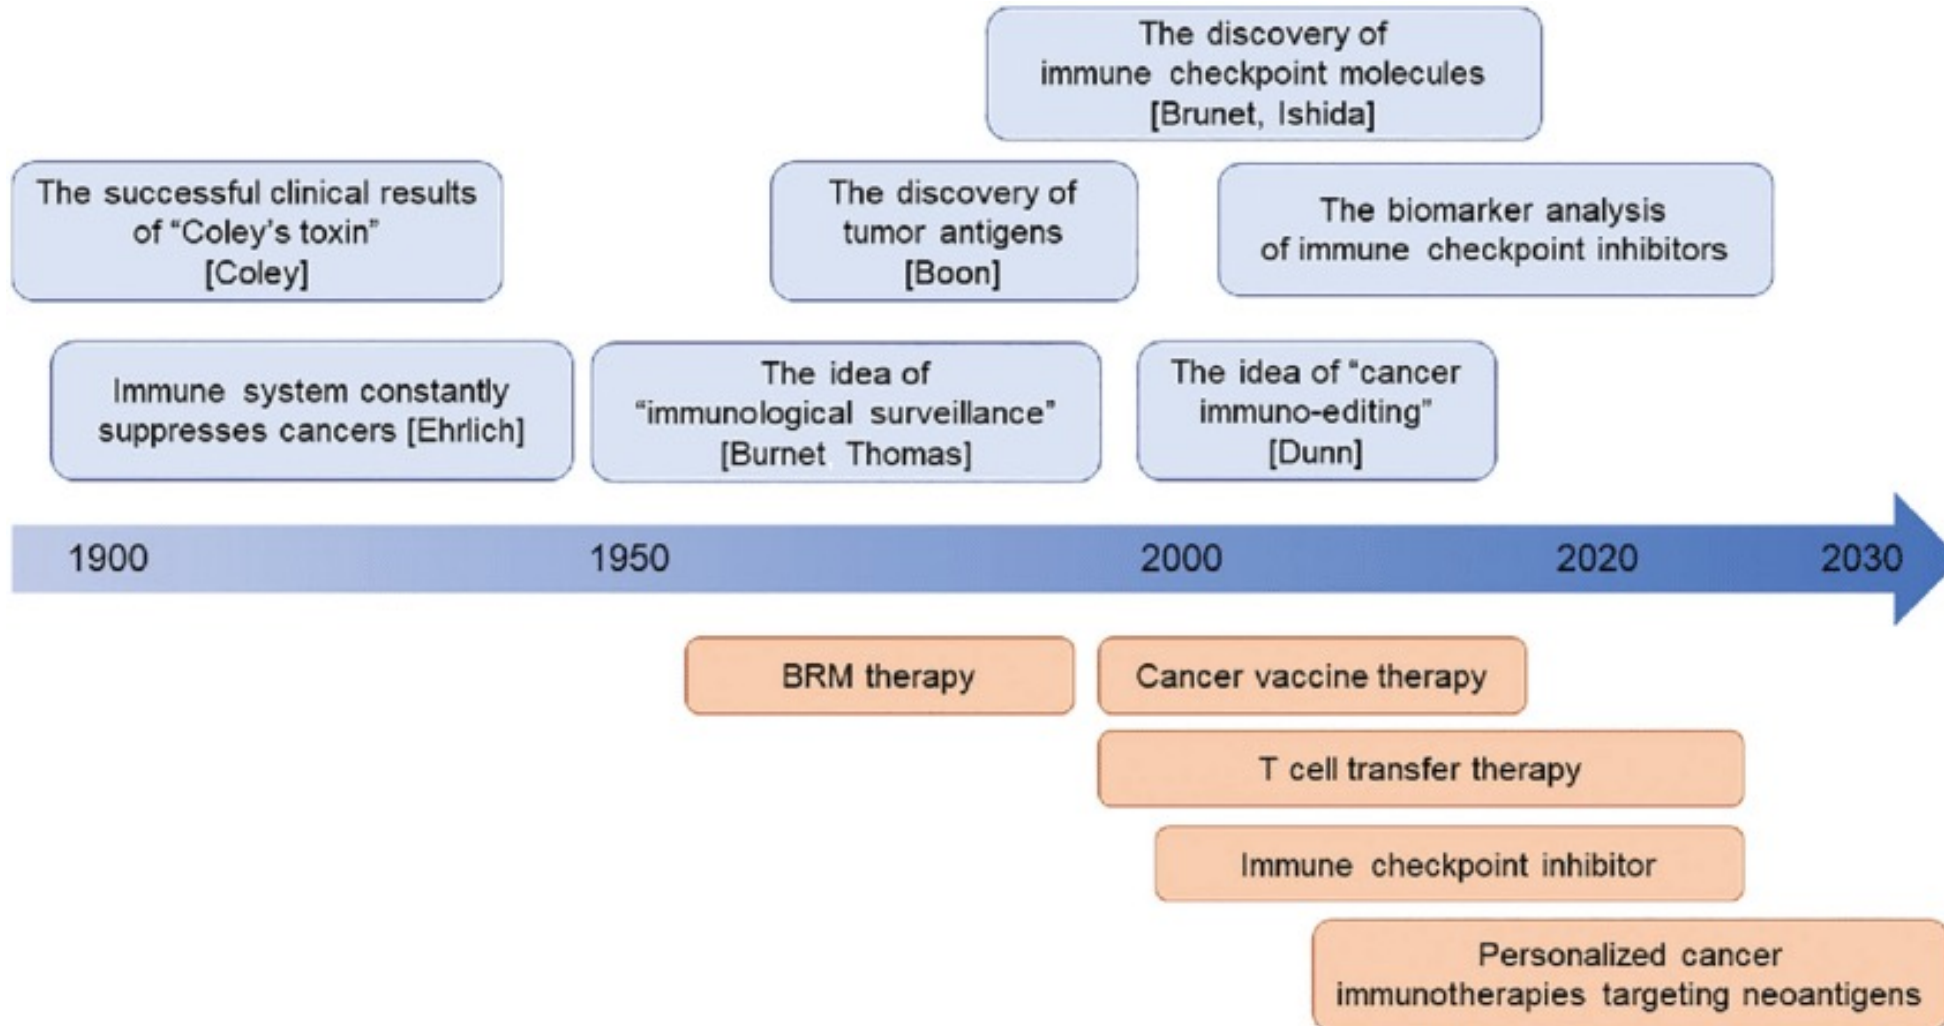 The discovery of
immune checkpoint molecules
[Brunet, Ishida]
The successful clinical results
of “Coley’s toxin”
[Coley]
The discovery of
tumor antigens
[Boon]
The biomarker analysis
of immune checkpoint inhibitors
Immune system constantly
suppresses cancers [Ehrlich]
The idea of
“immunological surveillance”
[Burnet, Thomas]
The idea of “cancer
immuno-editing”
[Dunn]
1900 1950 2000 2020 2030
BRM therapy
Cancer vaccine therapy
T cell transfer therapy
Immune checkpoint inhibitor
Personalized cancer
immunotherapies targeting neoantigens